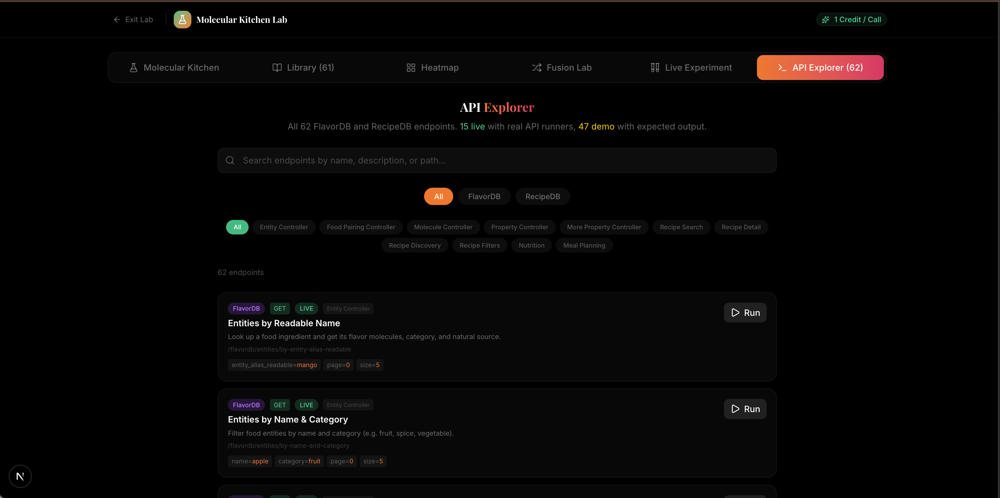 Exit Lab
Molecular Kitchen Lab
1 Credit / Call
Molecular Kitchen
Library (61)
Heatmap
Fusion Lab
Live Experiment
API Explorer (62)
API Explorer
All 62 FlavorDB and RecipeDB endpoints. 15 live with real API runners, 47 demo with expected output.
Search endpoints by name, description, or path...
All
FlavorDB
RecipeDB
All
Entity Controller
Food Pairing Controller
Molecule Controller
Property Controller
More Property Controller
Recipe Search
Recipe Detail
Recipe Discovery
Recipe Filters
Nutrition
Meal Planning
62 endpoints
FlavorDB GET LIVE Entity Controller
Run
Entities by Readable Name
Look up a food ingredient and get its flavor molecules, category, and natural source.
/flavordb/entities/by-entity-alias-readable
entity_alias_readable=mango page=0 size=5
FlavorDB GET LIVE Entity Controller
Run
Entities by Name & Category
Filter food entities by name and category (e.g. fruit, spice, vegetable).
/flavordb/entities/by-name-and-category
name=apple category=fruit page=0 size=5
N